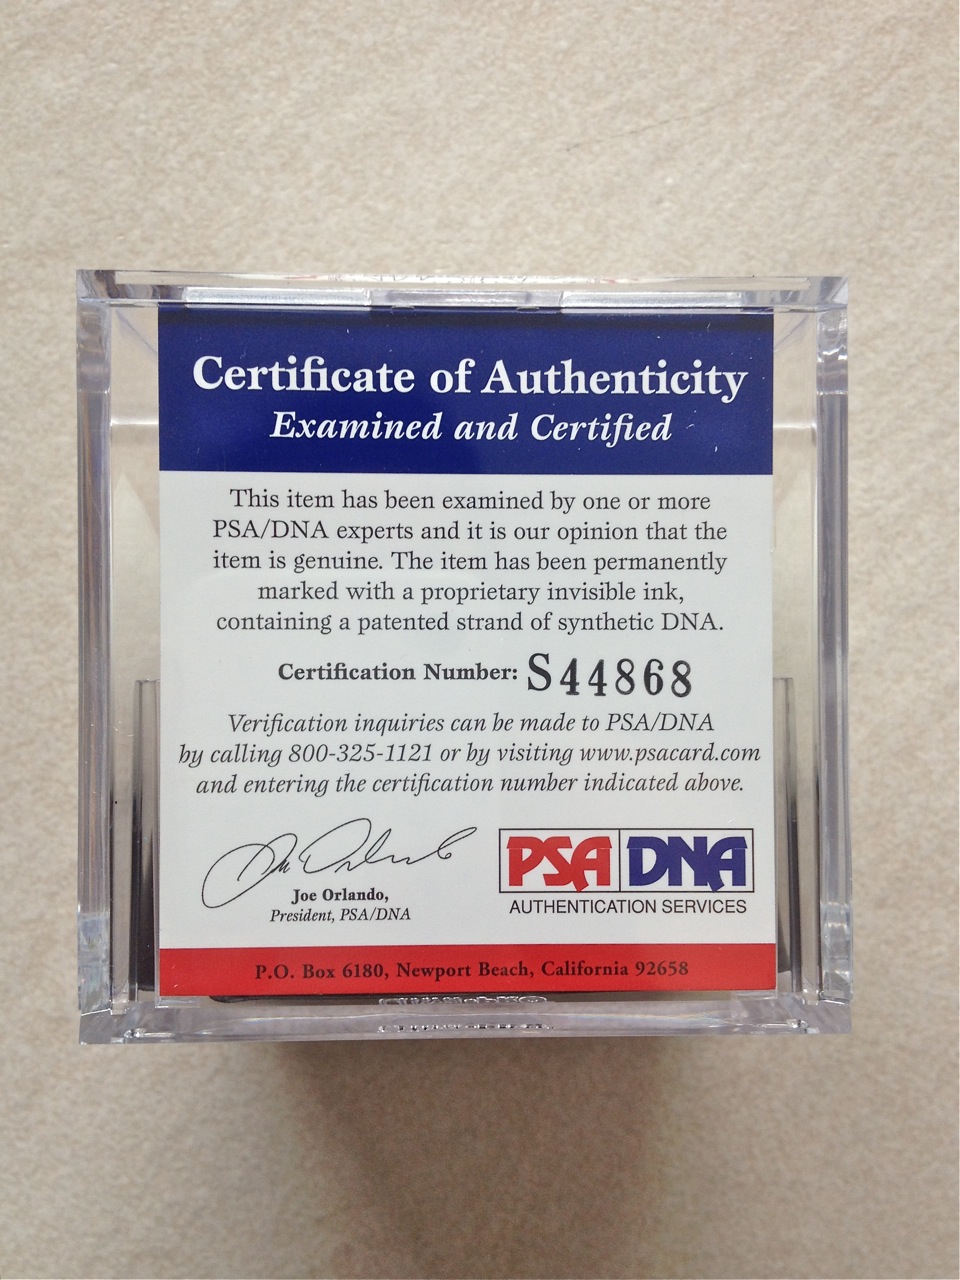 Certificate of Authenticity
Examined and Certified
This item has been examined by one or more
PSA/DNA experts and it is our opinion that the
item is genuine. The item has been permanently
marked with a proprietary invisible ink,
containing a patented strand of synthetic DNA.
Certification Number: S44868
Verification inquiries can be made to PSA/DNA
by calling 800-325-1121 or by visiting www.psacard.com
and entering the certification number indicated above.
Joe Orlando,
President, PSA/DNA
PSA DNA
AUTHENTICATION SERVICES
P.O. Box 6180, Newport Beach, California 92658